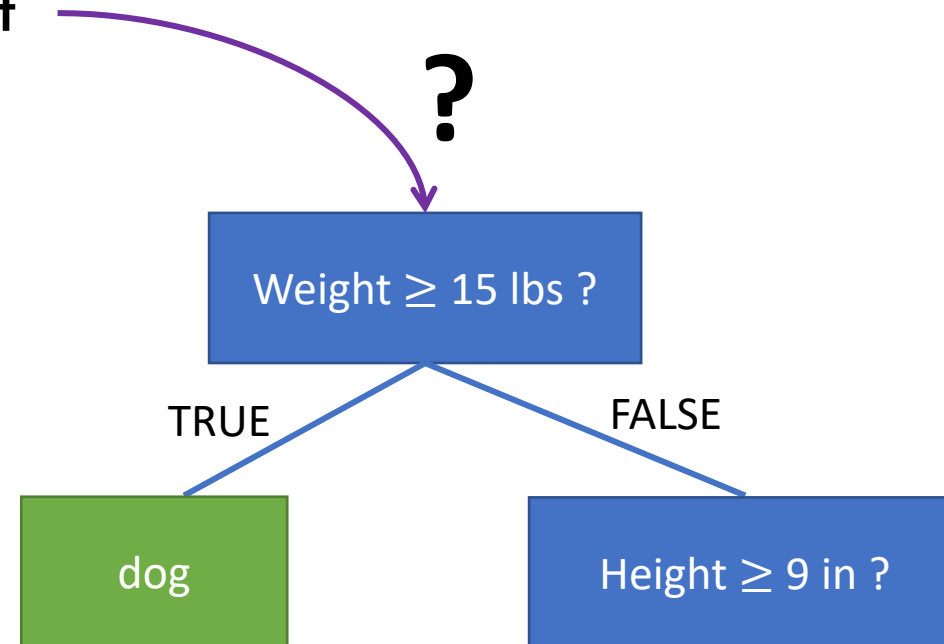 ?
Weight ≥ 15 lbs ?
TRUE
FALSE
dog
Height ≥ 9 in ?